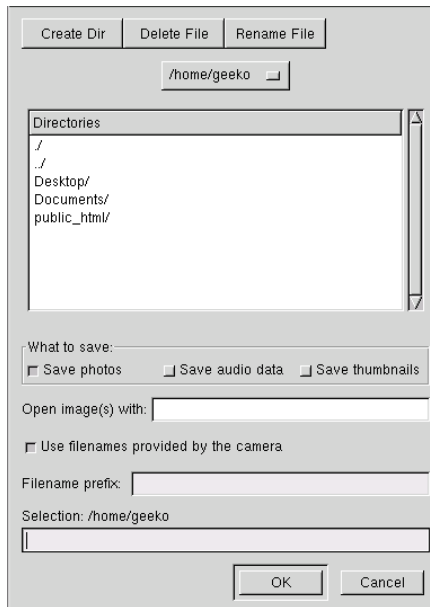 Create Dir Delete File Rename File
/home/geeko
Directories
./
../
Desktop/
Documents/
public_html/
What to save:
Save photos Save audio data Save thumbnails
Open image(s) with:
Use filenames provided by the camera
Filename prefix:
Selection: /home/geeko
OK Cancel